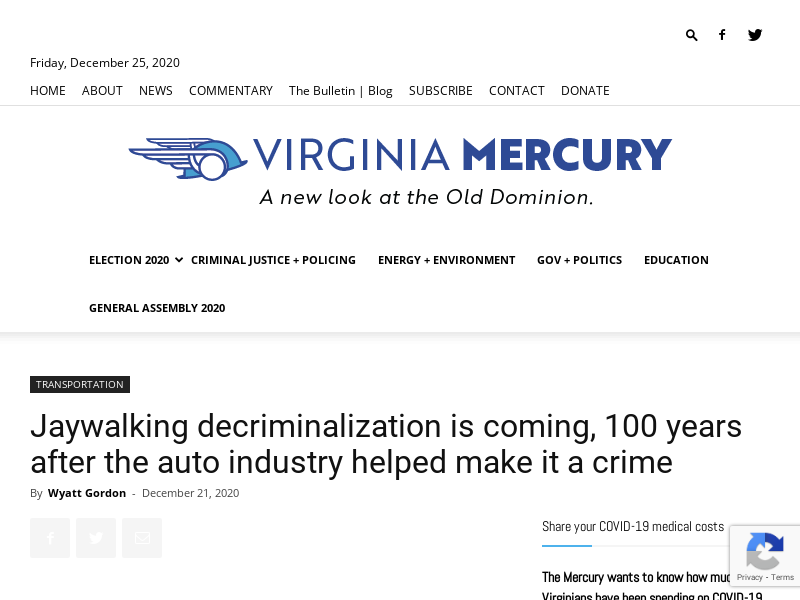 Friday, December 25, 2020
HOME ABOUT NEWS COMMENTARY The Bulletin | Blog SUBSCRIBE CONTACT DONATE
VIRGINIA MERCURY
A new look at the Old Dominion.
ELECTION 2020 CRIMINAL JUSTICE + POLICING ENERGY + ENVIRONMENT GOV + POLITICS EDUCATION
GENERAL ASSEMBLY 2020
TRANSPORTATION
Jaywalking decriminalization is coming, 100 years
after the auto industry helped make it a crime
By Wyatt Gordon - December 21, 2020
Share your COVID-19 medical costs
The Mercury wants to know how
Virginians have been spending on COVID-19
Privacy - Terms